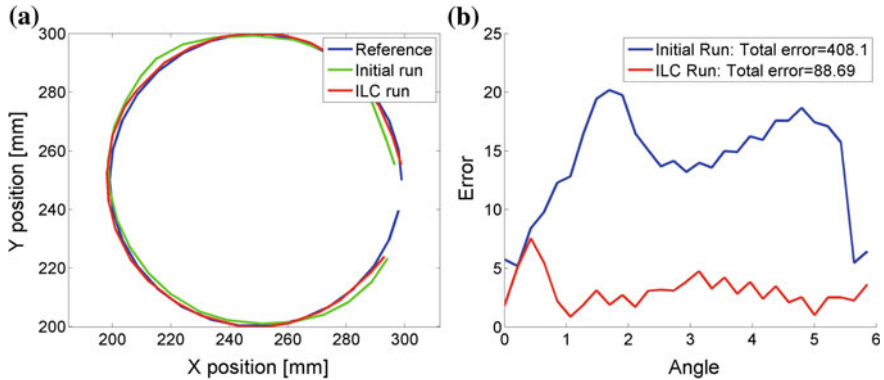 (a)
300
280
260
240
220
200
Y position [mm]
200 220 240 260 280 300
X position [mm]
Reference
Initial run
ILC run
(b)
25
20
15
10
5
0
Error
0 1 2 3 4 5 6
Angle
Initial Run: Total error=408.1
ILC Run: Total error=88.69